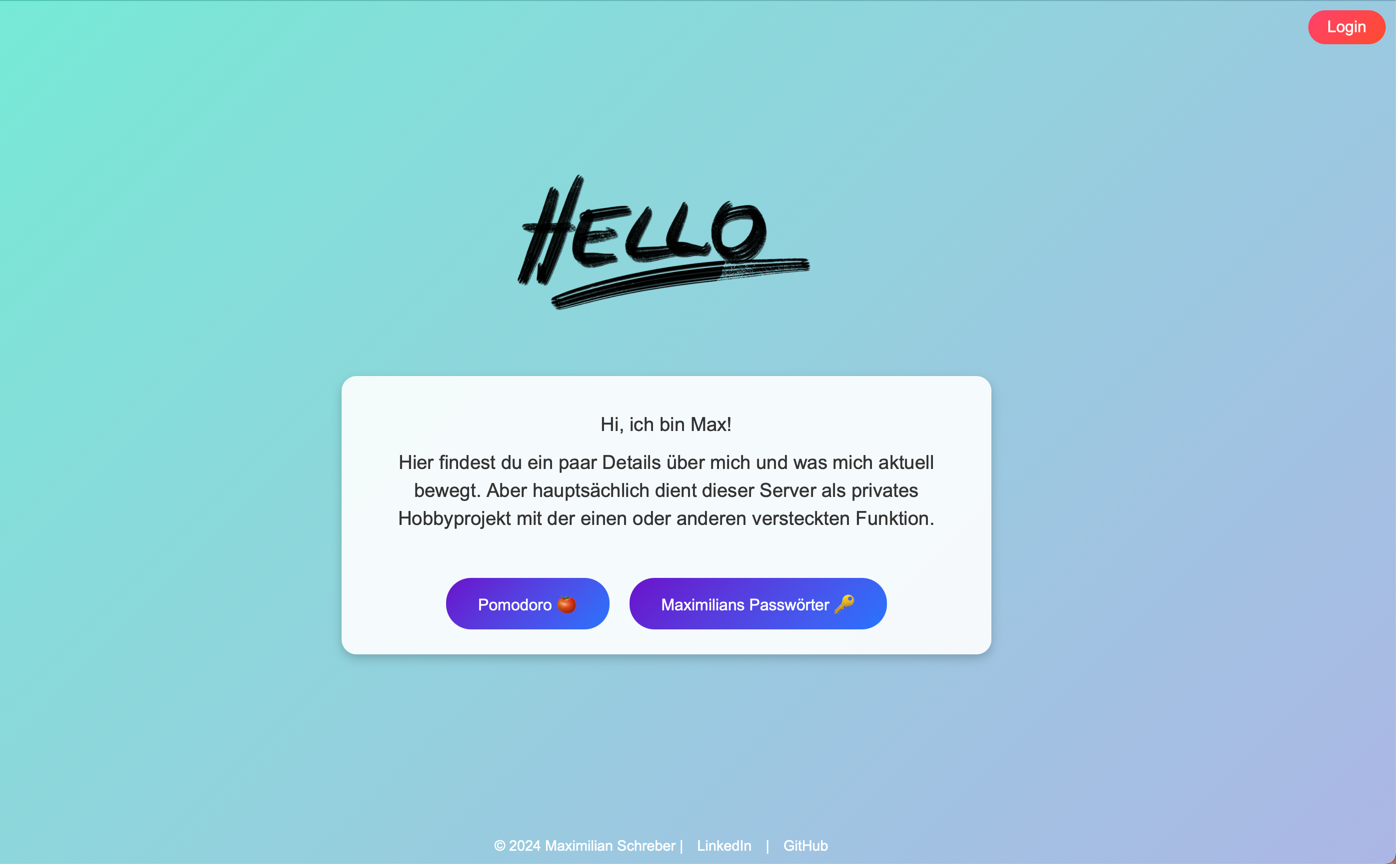 Login
HELLO
Hi, ich bin Max!
Hier findest du ein paar Details über mich und was mich aktuell
bewegt. Aber hauptsächlich dient dieser Server als privates
Hobbyprojekt mit der einen oder anderen versteckten Funktion.
Pomodoro 🍅 Maximilians Passwörter 🔑
© 2024 Maximilian Schreber | LinkedIn | GitHub